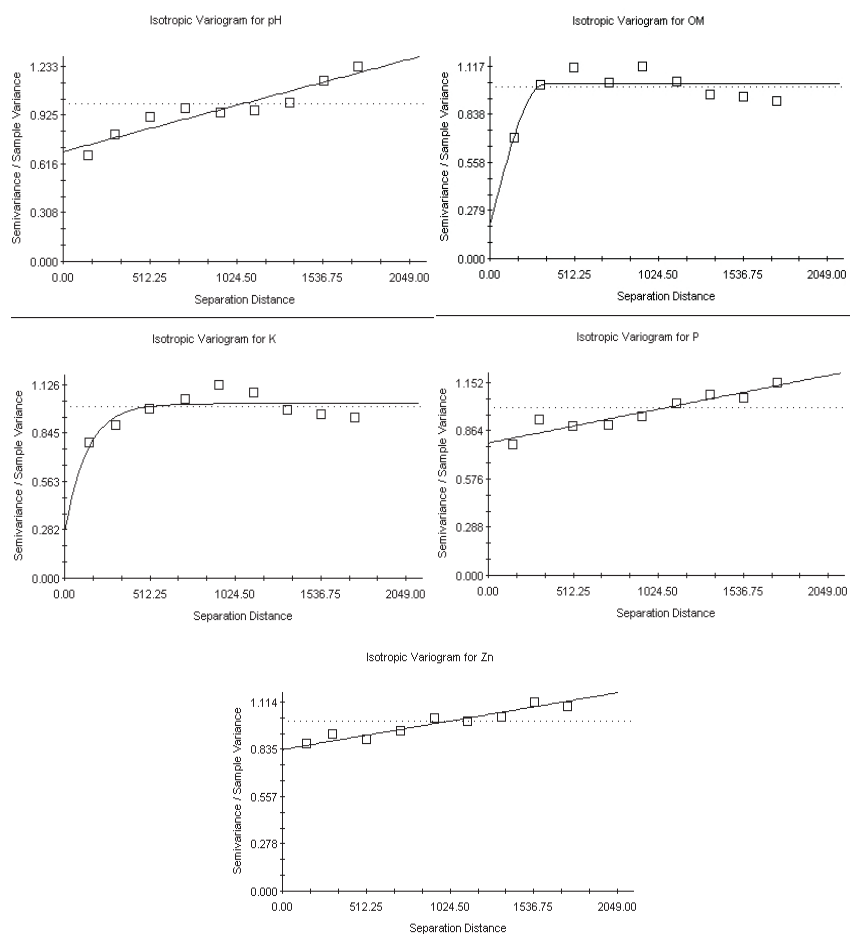 Isotropic Variogram for pH
Semivariance / Sample Variance
1.233
0.925
0.616
0.308
0.000
0.00 512.25 1024.50 1536.75 2049.00
Separation Distance
Isotropic Variogram for OM
Semivariance / Sample Variance
1.117
0.838
0.558
0.279
0.000
0.00 512.25 1024.50 1536.75 2049.00
Separation Distance
Isotropic Variogram for K
Semivariance / Sample Variance
1.126
0.845
0.563
0.282
0.000
0.00 512.25 1024.50 1536.75 2049.00
Separation Distance
Isotropic Variogram for P
Semivariance / Sample Variance
1.152
0.864
0.576
0.288
0.000
0.00 512.25 1024.50 1536.75 2049.00
Separation Distance
Isotropic Variogram for Zn
Semivariance / Sample Variance
1.114
0.835
0.557
0.278
0.000
0.00 512.25 1024.50 1536.75 2049.00
Separation Distance